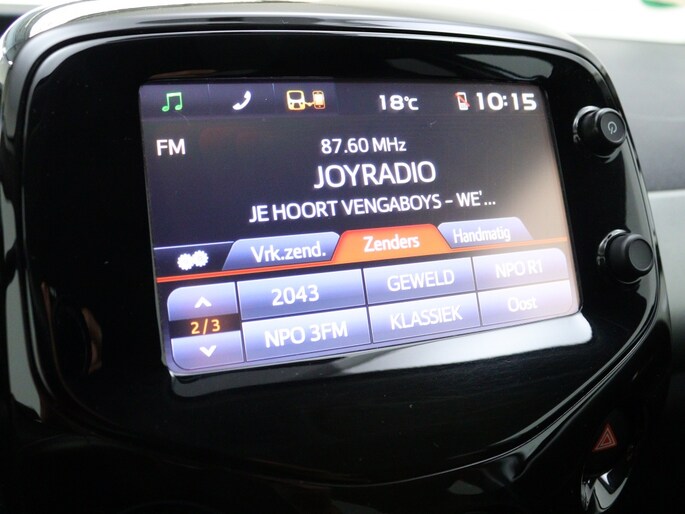 18°C 10:15
FM 87.60 MHz
JOYRADIO
JE HOORT VENGABOYS - WE'...
Vrk.zend. Zenders Handmatig
2043 GEWELD NPO R1
2/3
NPO 3FM KLASSIEK Oost